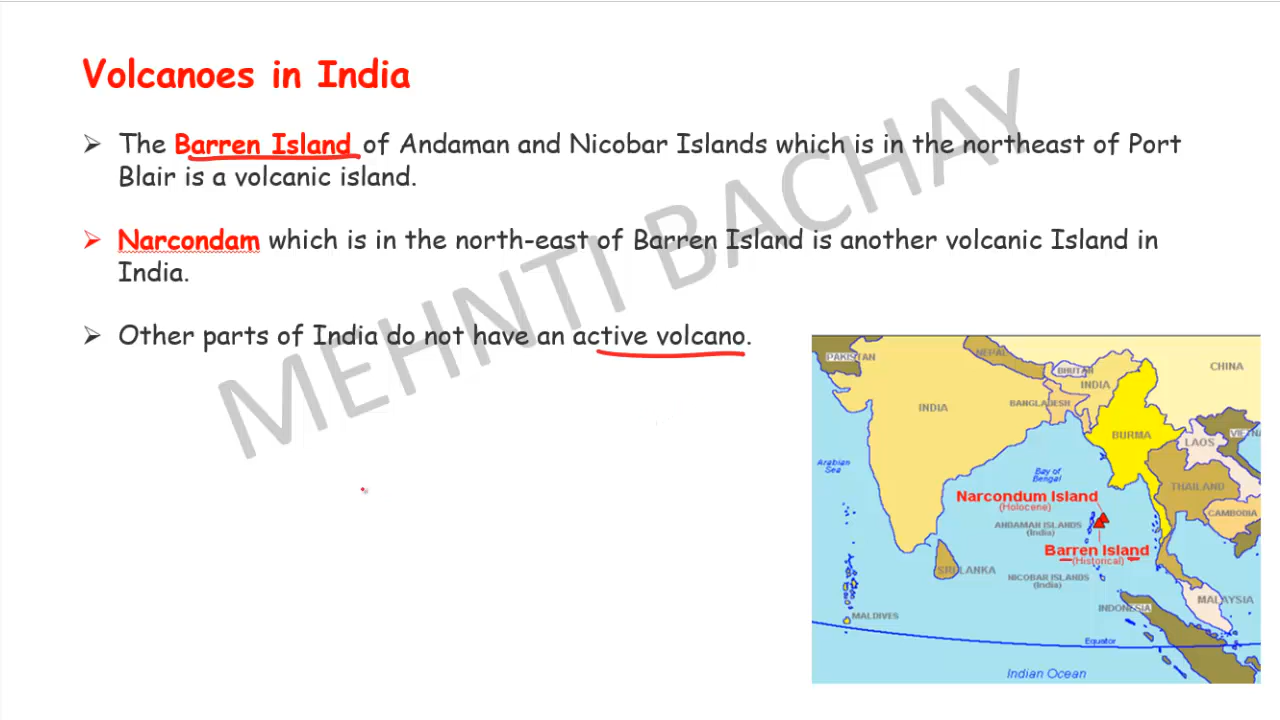 Volcanoes in India
➢ The Barren Island of Andaman and Nicobar Islands which is in the northeast of Port
Blair is a volcanic island.
➢ Narcondam which is in the north-east of Barren Island is another volcanic Island in
India.
➢ Other parts of India do not have an active volcano.
MEHNTI BACHAY
PAKISTAN
NEPAL
BHUTAN
CHINA
INDIA
INDIA
BANGLADESH
BURMA
LAOS
Arabian
Sea
Bay of
Bengal
THAILAND
Narcondum Island
(Holocene)
CAMBODIA
ANDAMAN ISLANDS
(India)
Barren Island
(Historical)
SRI LANKA
NICOBAR ISLANDS
(India)
MALAYSIA
INDONESIA
MALDIVES
Equator
Indian Ocean